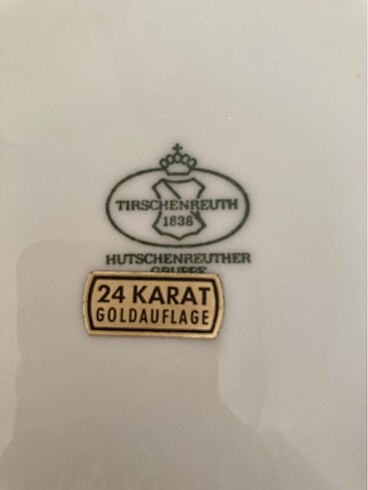 TIRSCHENREUTH
1838
HUTSCHENREUTHER
GRUPPE
24 KARAT
GOLDAUFLAGE